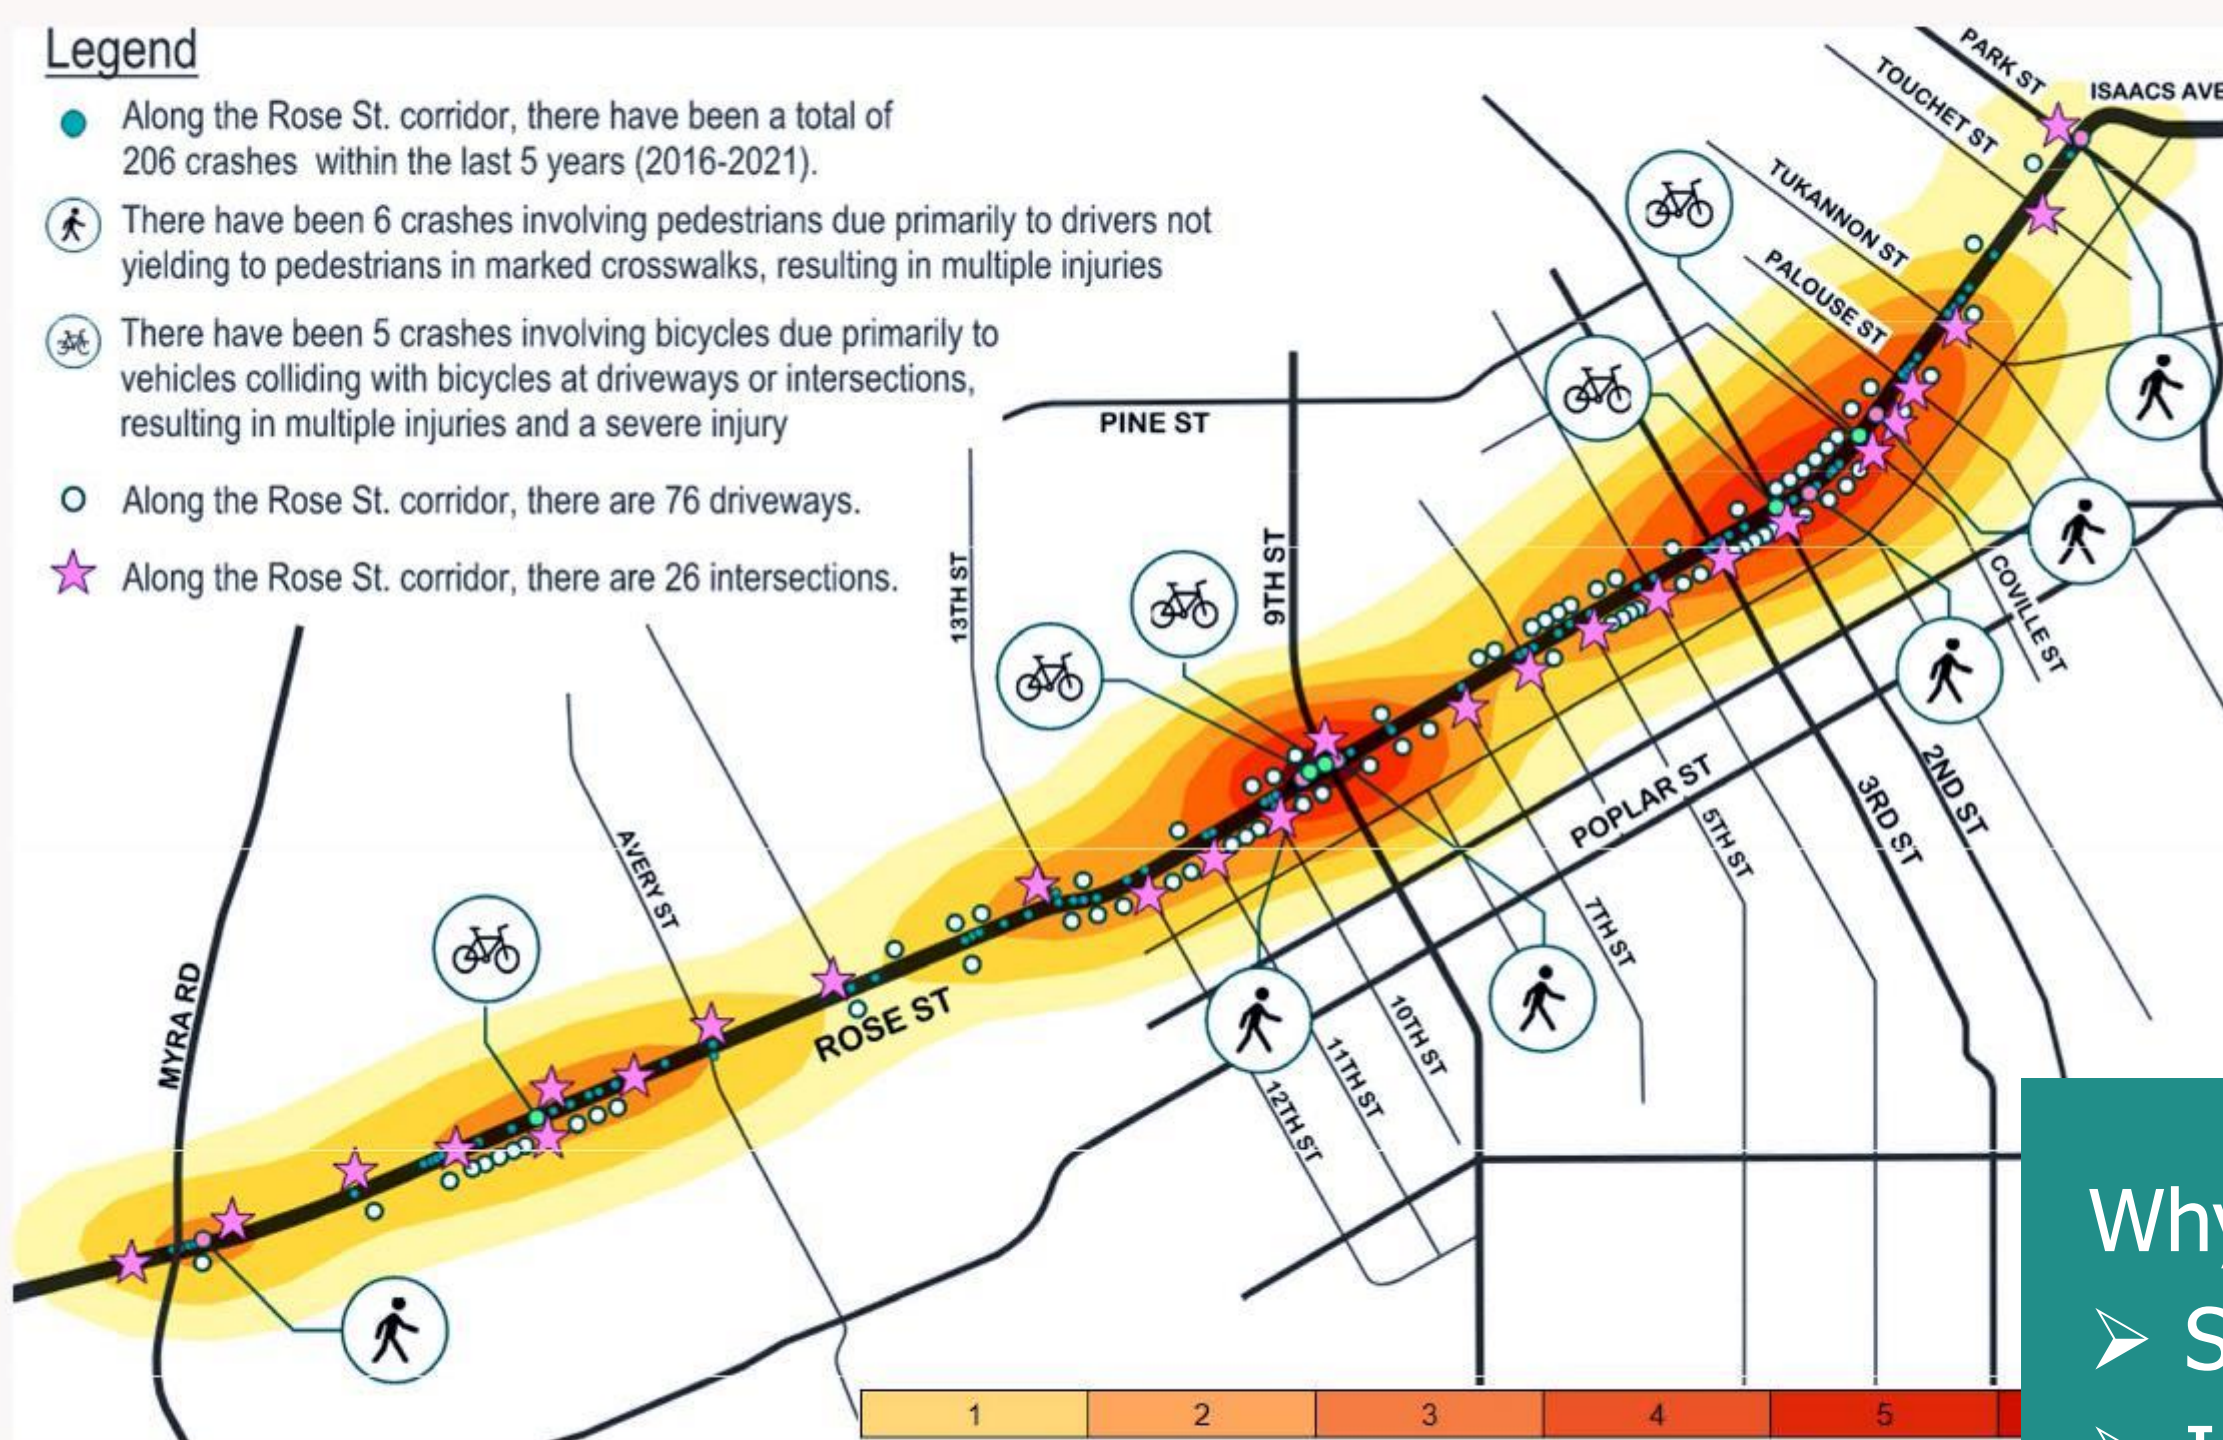 Legend
Along the Rose St. corridor, there have been a total of
206 crashes within the last 5 years (2016-2021).
There have been 6 crashes involving pedestrians due primarily to drivers not
yielding to pedestrians in marked crosswalks, resulting in multiple injuries
There have been 5 crashes involving bicycles due primarily to
vehicles colliding with bicycles at driveways or intersections,
resulting in multiple injuries and a severe injury
Along the Rose St. corridor, there are 76 driveways.
Along the Rose St. corridor, there are 26 intersections.
PARK ST
ISAACS AVE
TOUCHET ST
TUKANNON ST
PALOUSE ST
PINE ST
13TH ST
9TH ST
COVILLE ST
2ND ST
3RD ST
POPLAR ST
5TH ST
7TH ST
AVERY ST
MYRA RD
ROSE ST
10TH ST
11TH ST
12TH ST
1 2 3 4 5
Why
S